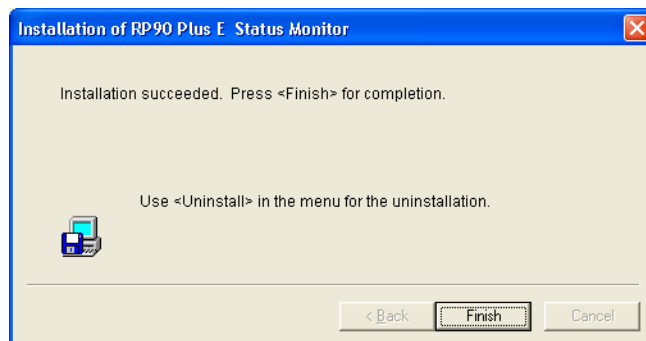 Installation of RP90 Plus E Status Monitor
Installation succeeded. Press <Finish> for completion.
Use <Uninstall> in the menu for the uninstallation.
< Back
Finish
Cancel